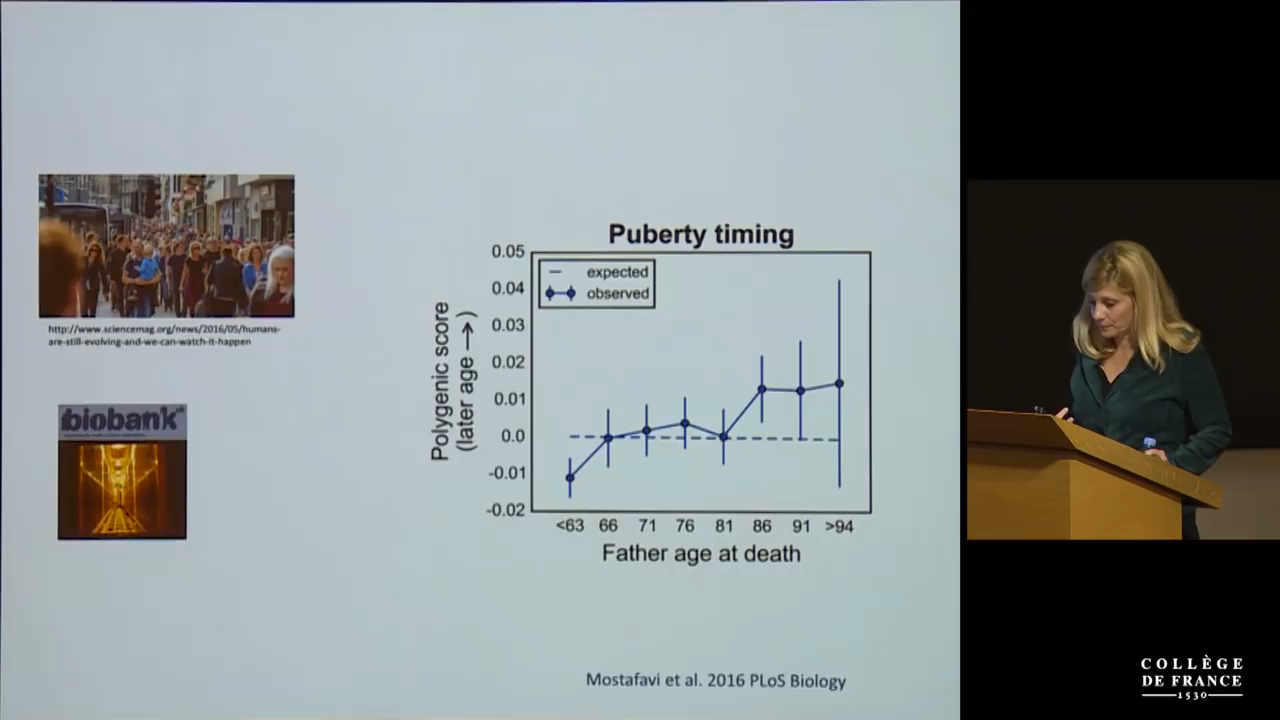 http://www.sciencemag.org/news/2016/05/humans-
are-still-evolving-and-we-can-watch-it-happen
biobank
Puberty timing
expected
observed
Polygenic score
(later age →)
0.05
0.04
0.03
0.02
0.01
0.0
-0.01
-0.02
<63 66 71 76 81 86 91 >94
Father age at death
Mostafavi et al. 2016 PLoS Biology
COLLÈGE
DE FRANCE
1530